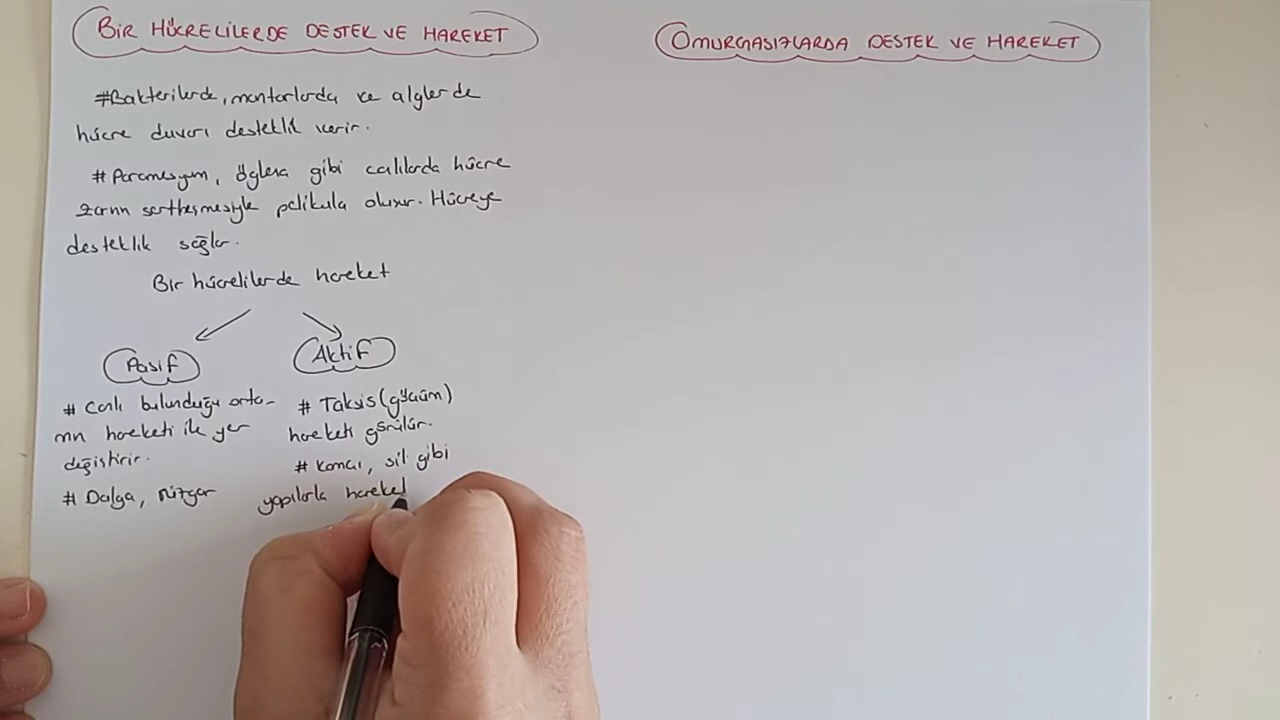 BİR HÜCRELİLERDE DESTEK VE HAREKET
#Bakterilerde, mantarlarda ve alglerde
hücre duvarı desteklik verir.
# Paramesyum, öglena gibi canlılarda hücre
zarının sertleşmesiyle pelikula oluşur. Hücreye
desteklik sağlar.
Bir hücrelilerde hareket
Pasif
# Canlı bulunduğu orta-
mın hareketi ile yer
değiştirir.
# Dalga, rüzgar
Aktif
# Taksis (göçüm)
hareketi görülür.
# Kamçı, sil gibi
yapılarla hareket
OMURGASIZLARDA DESTEK VE HAREKET